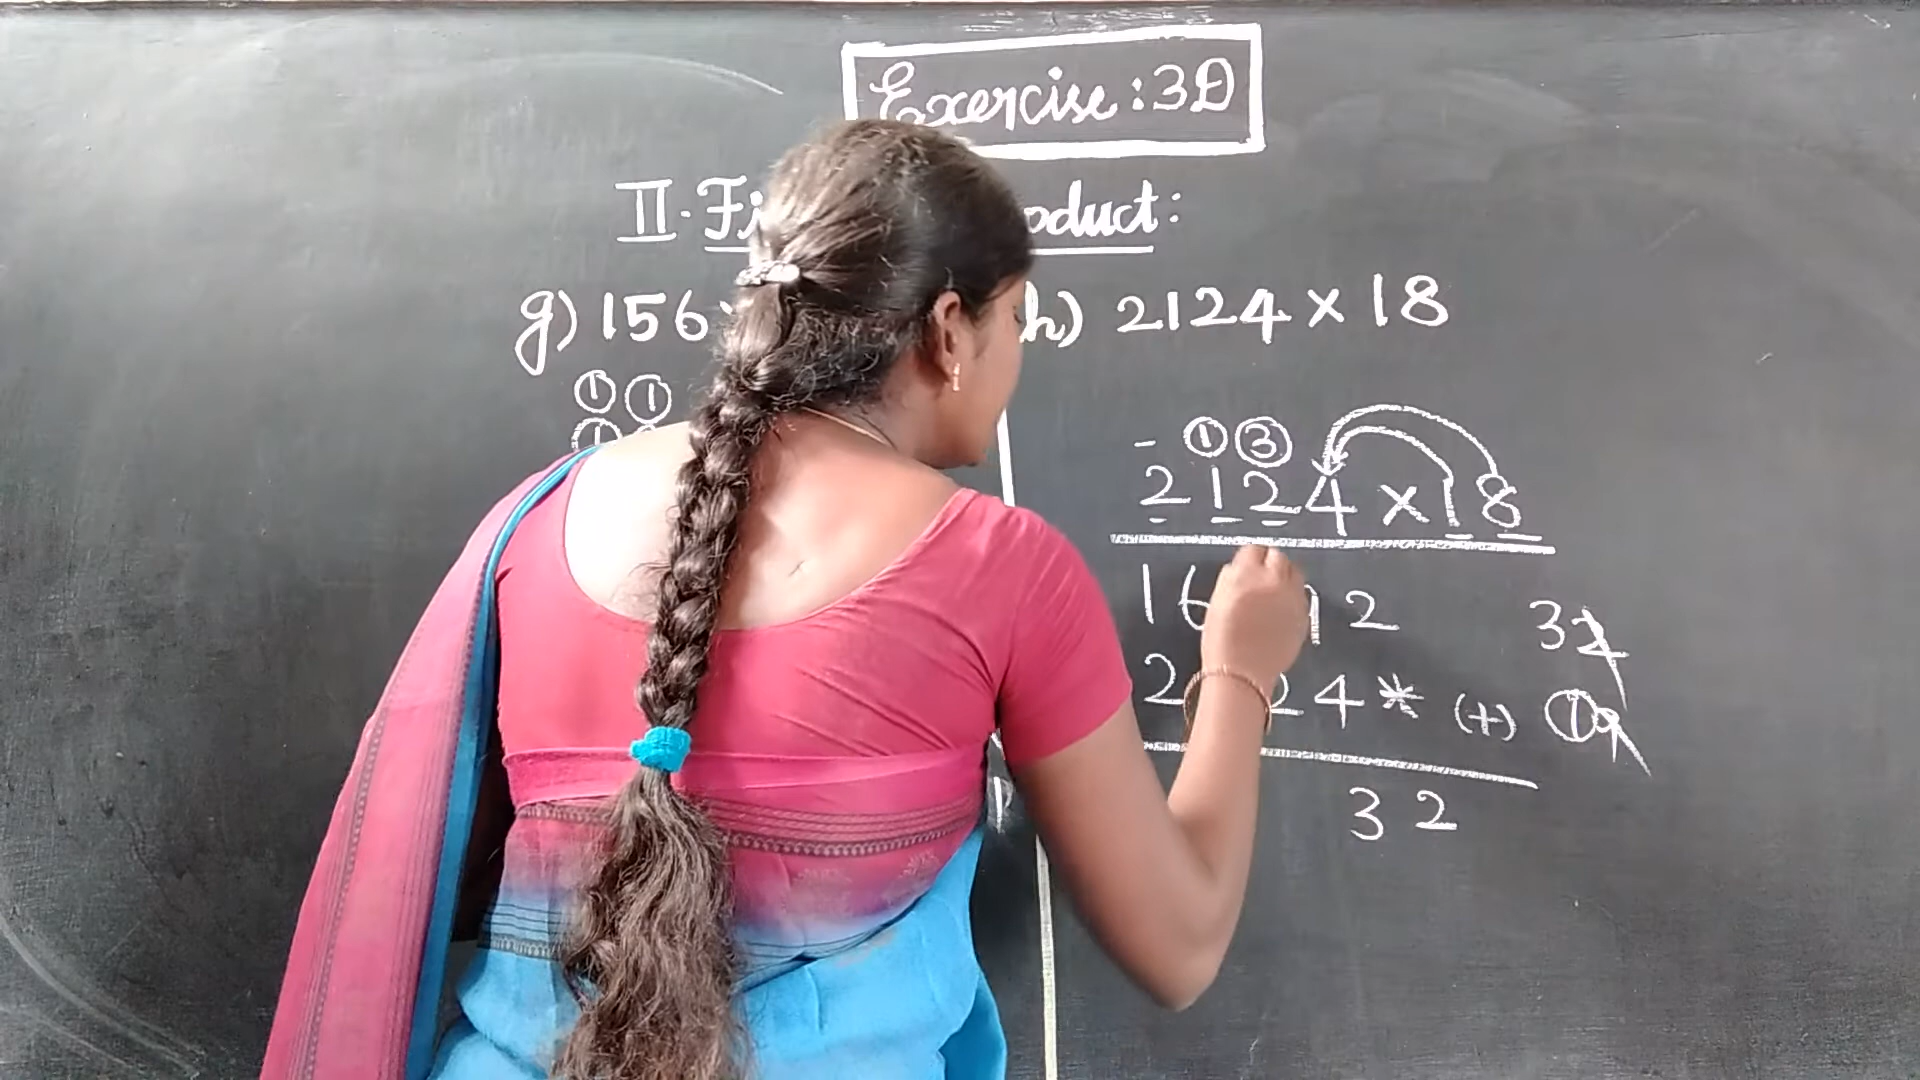 Exercise: 3D
II. oduct:
g) 156
h) 2124 × 18
① ①
①
- ① ③
2124 × 18
16 12
32
2 24* (+)
①9
32